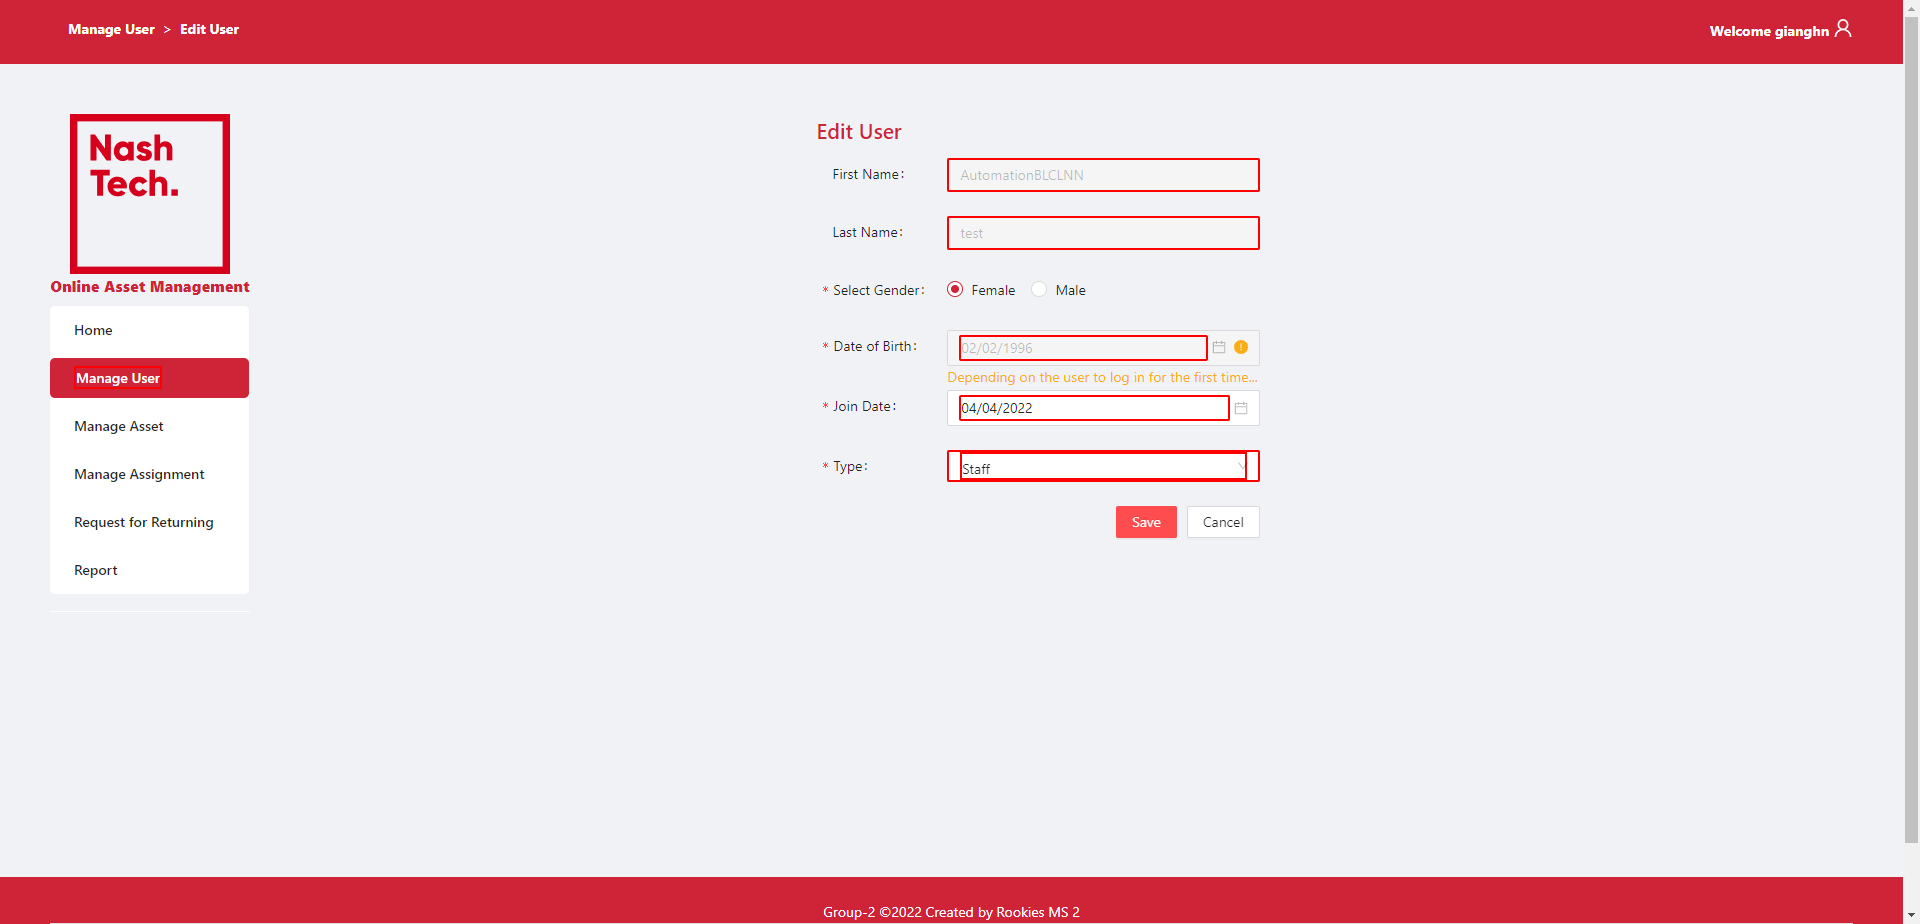 Manage User > Edit User
Welcome gianghn
Nash
Tech.
Online Asset Management
Home
Manage User
Manage Asset
Manage Assignment
Request for Returning
Report
Edit User
First Name: AutomationBLCLNN
Last Name: test
* Select Gender: Female Male
* Date of Birth: 02/02/1996
Depending on the user to log in for the first time...
* Join Date: 04/04/2022
* Type: Staff
Save Cancel
Group-2 ©2022 Created by Rookies MS 2